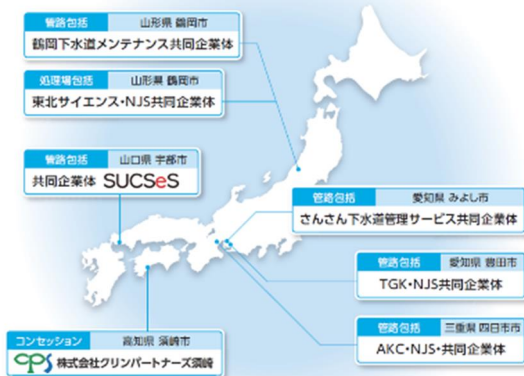 管路包括 山形県 鶴岡市
鶴岡下水道メンテナンス共同企業体
処理場包括 山形県 鶴岡市
東北サイエンス・NJS共同企業体
管路包括 山口県 宇部市
共同企業体 SUCSeS
管路包括 愛知県 みよし市
さんさん下水道管理サービス共同企業体
管路包括 愛知県 豊田市
TGK・NJS共同企業体
管路包括 三重県 四日市市
AKC・NJS・共同企業体
コンセッション 高知県 須崎市
CPS 株式会社クリンパートナーズ須崎